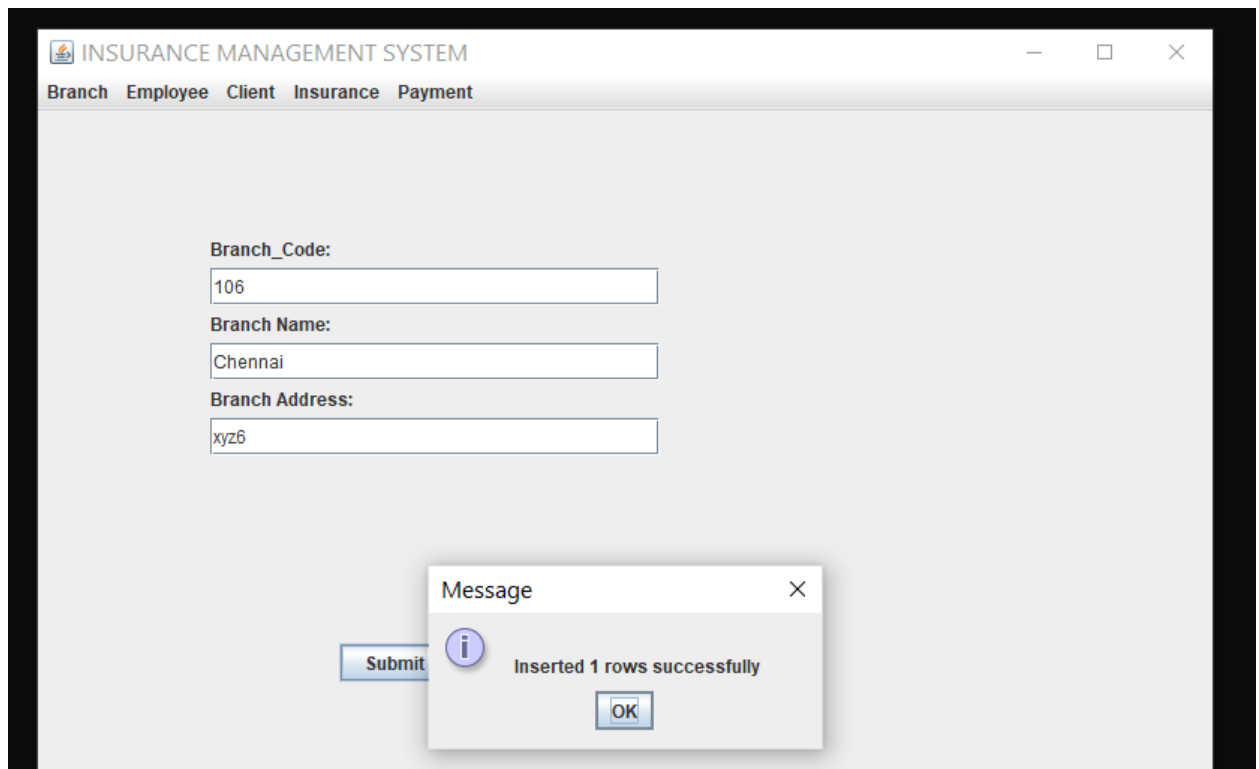 INSURANCE MANAGEMENT SYSTEM
Branch Employee Client Insurance Payment
Branch_Code:
106
Branch Name:
Chennai
Branch Address:
xyz6
Message
i
Inserted 1 rows successfully
Submit
OK